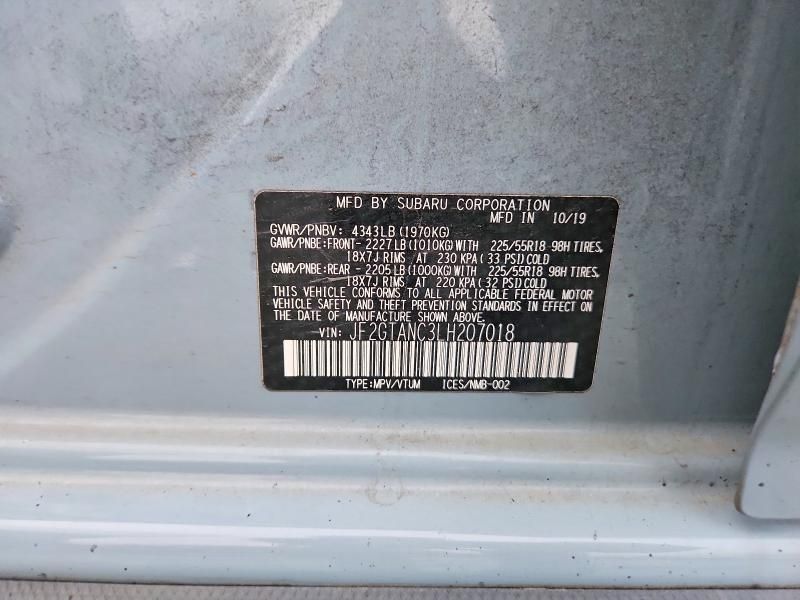 MFD BY SUBARU CORPORATION
MFD IN 10/19
GVWR/PNBV: 4343LB (1970KG)
GAWR/PNBE:FRONT- 2227LB(1010KG)WITH 225/55R18 98H TIRES,
18X7J RIMS AT 230 KPA( 33 PSI)COLD
GAWR/PNBE:REAR - 2205LB(1000KG)WITH 225/55R18 98H TIRES,
18X7J RIMS AT 220 KPA( 32 PSI)COLD
THIS VEHICLE CONFORMS TO ALL APPLICABLE FEDERAL MOTOR
VEHICLE SAFETY AND THEFT PREVENTION STANDARDS IN EFFECT ON
THE DATE OF MANUFACTURE SHOWN ABOVE.
VIN: JF2GTANC3LH207018
TYPE:MPV/VTUM ICES/NMB-002